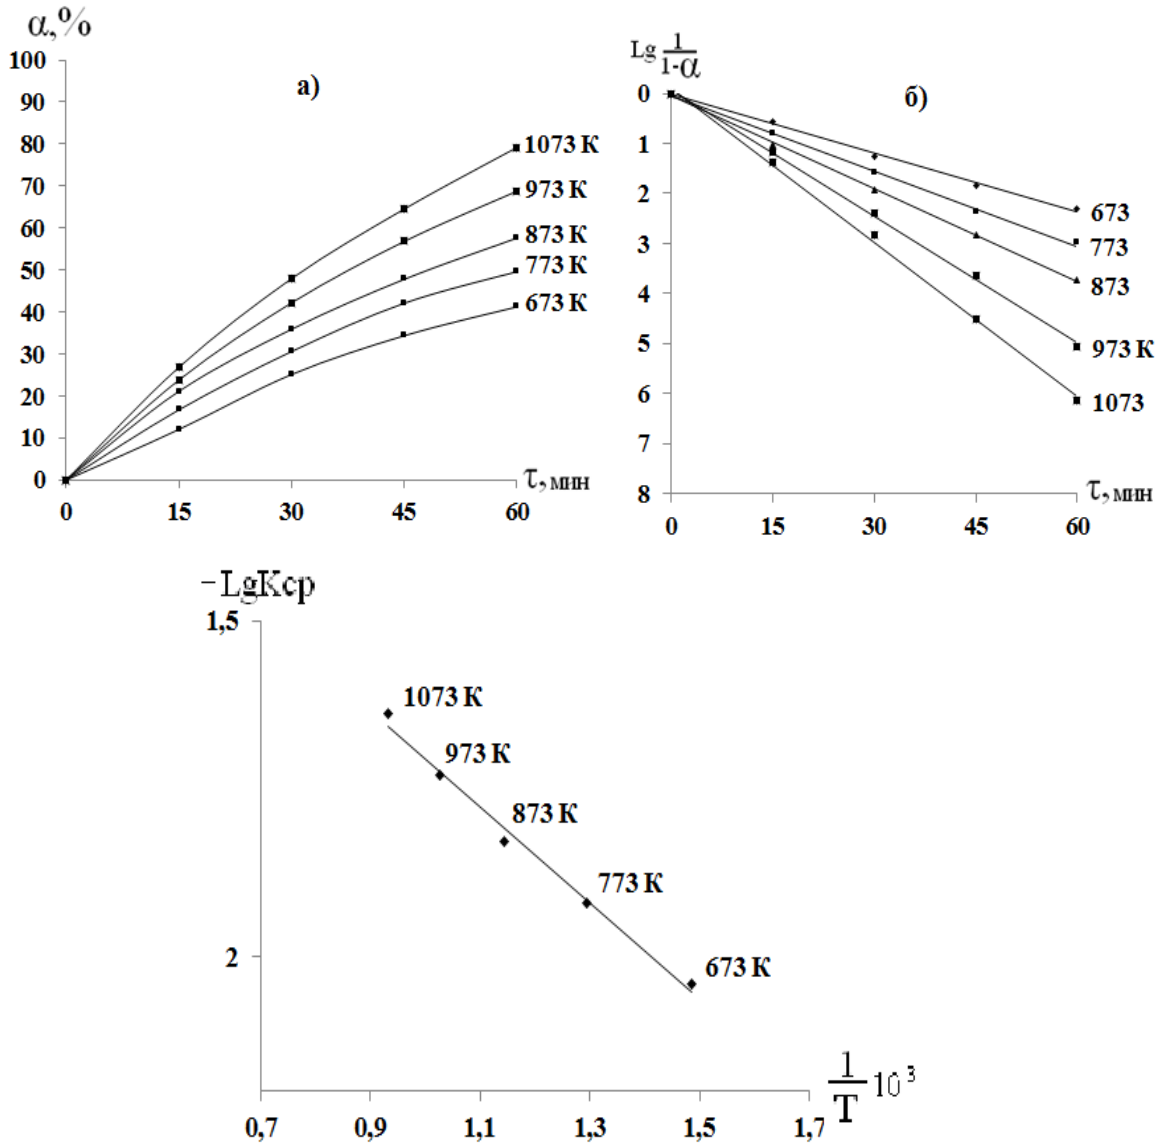 α,%
100
90
80
70
60
50
40
30
20
10
0
а)
1073 К
973 К
873 К
773 К
673 К
τ,мин
0 15 30 45 60
Lg 1/1-α
0
1
2
3
4
5
6
7
8
б)
673
773
873
973 К
1073
τ,мин
0 15 30 45 60
-LgKcp
1,5
2
1073 К
973 К
873 К
773 К
673 К
1/T 10³
0,7 0,9 1,1 1,3 1,5 1,7